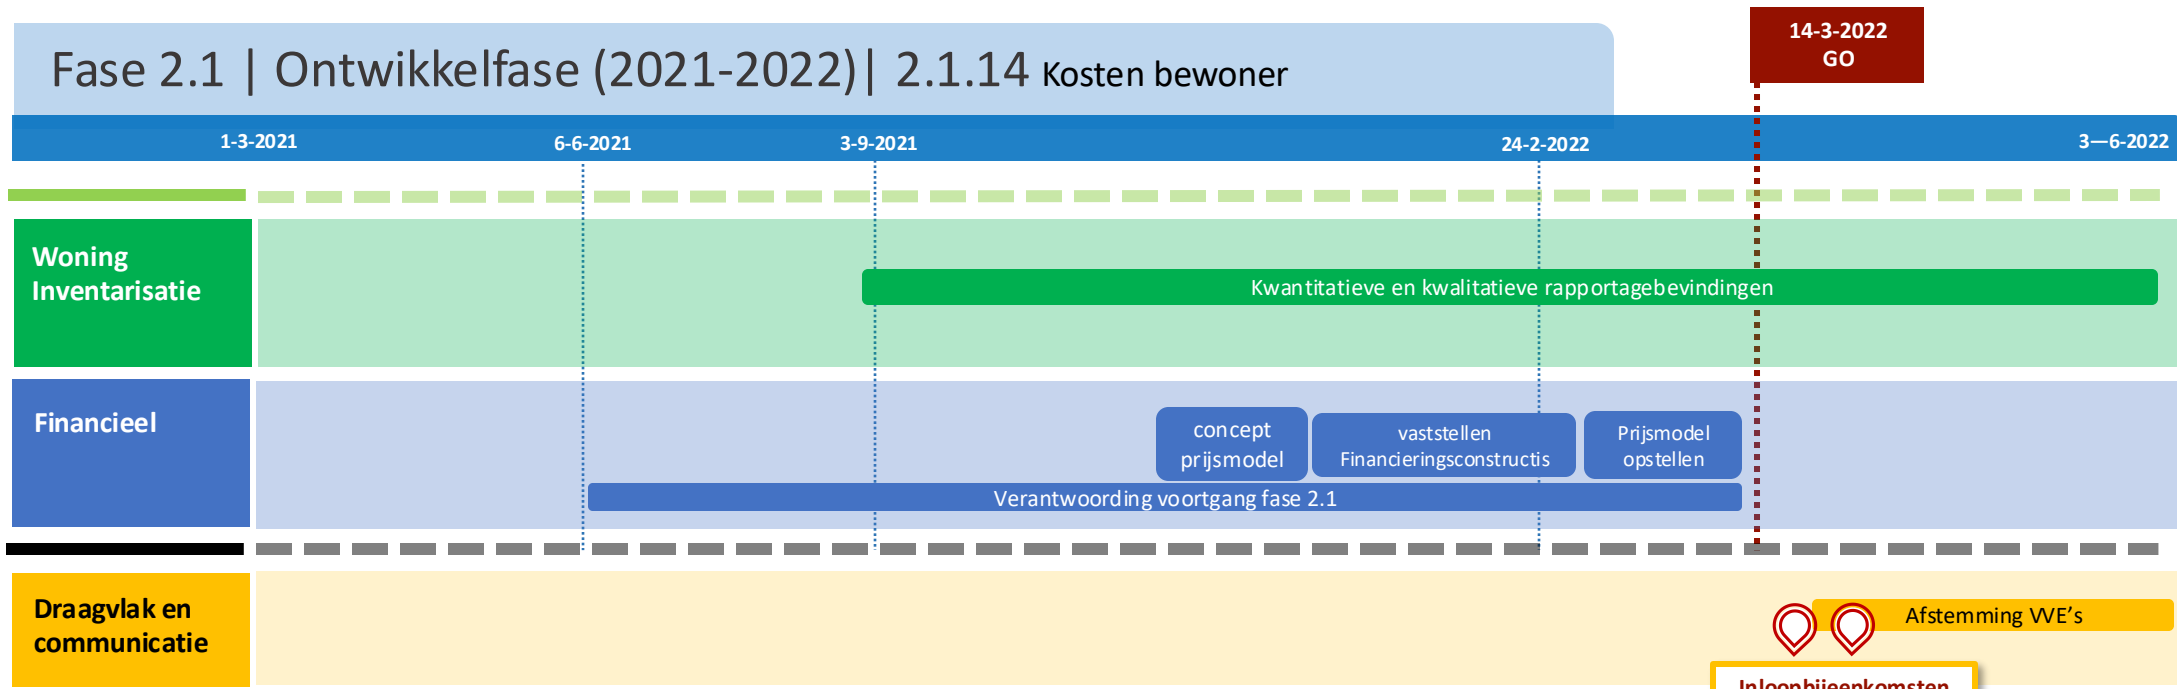 14-3-2022
GO
Fase 2.1 | Ontwikkelfase (2021-2022)| 2.1.14 Kosten bewoner
1-3-2021 6-6-2021 3-9-2021 24-2-2022 3—6-2022
Woning
Inventarisatie
Kwantitatieve en kwalitatieve rapportagebevindingen
Financieel
concept
prijsmodel
vaststellen
Financieringsconstructis
Prijsmodel
opstellen
Verantwoording voortgang fase 2.1
Draagvlak en
communicatie
Afstemming VVE’s
Inloopbijeenkomsten